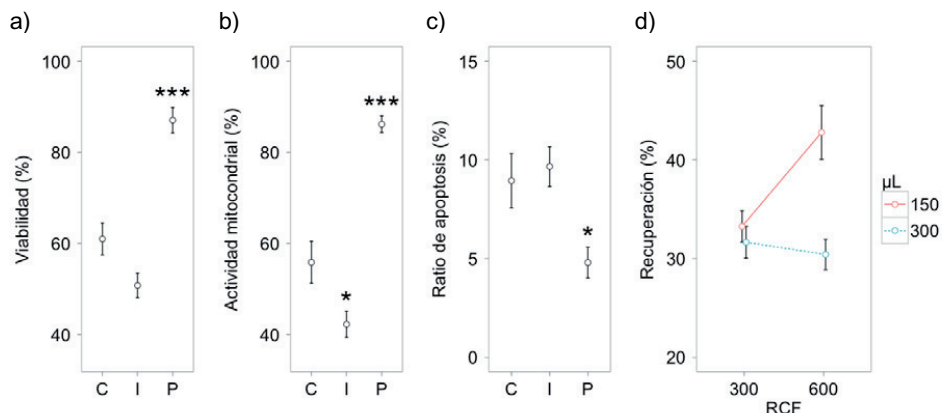 a)
Viabilidad (%)
100
80
60
40
***
C I P
b)
Actividad mitocondrial (%)
100
80
60
40
***
*
C I P
c)
Ratio de apoptosis (%)
15
10
5
0
*
C I P
d)
Recuperación (%)
50
40
30
20
300 600
RCF
µL
150
300